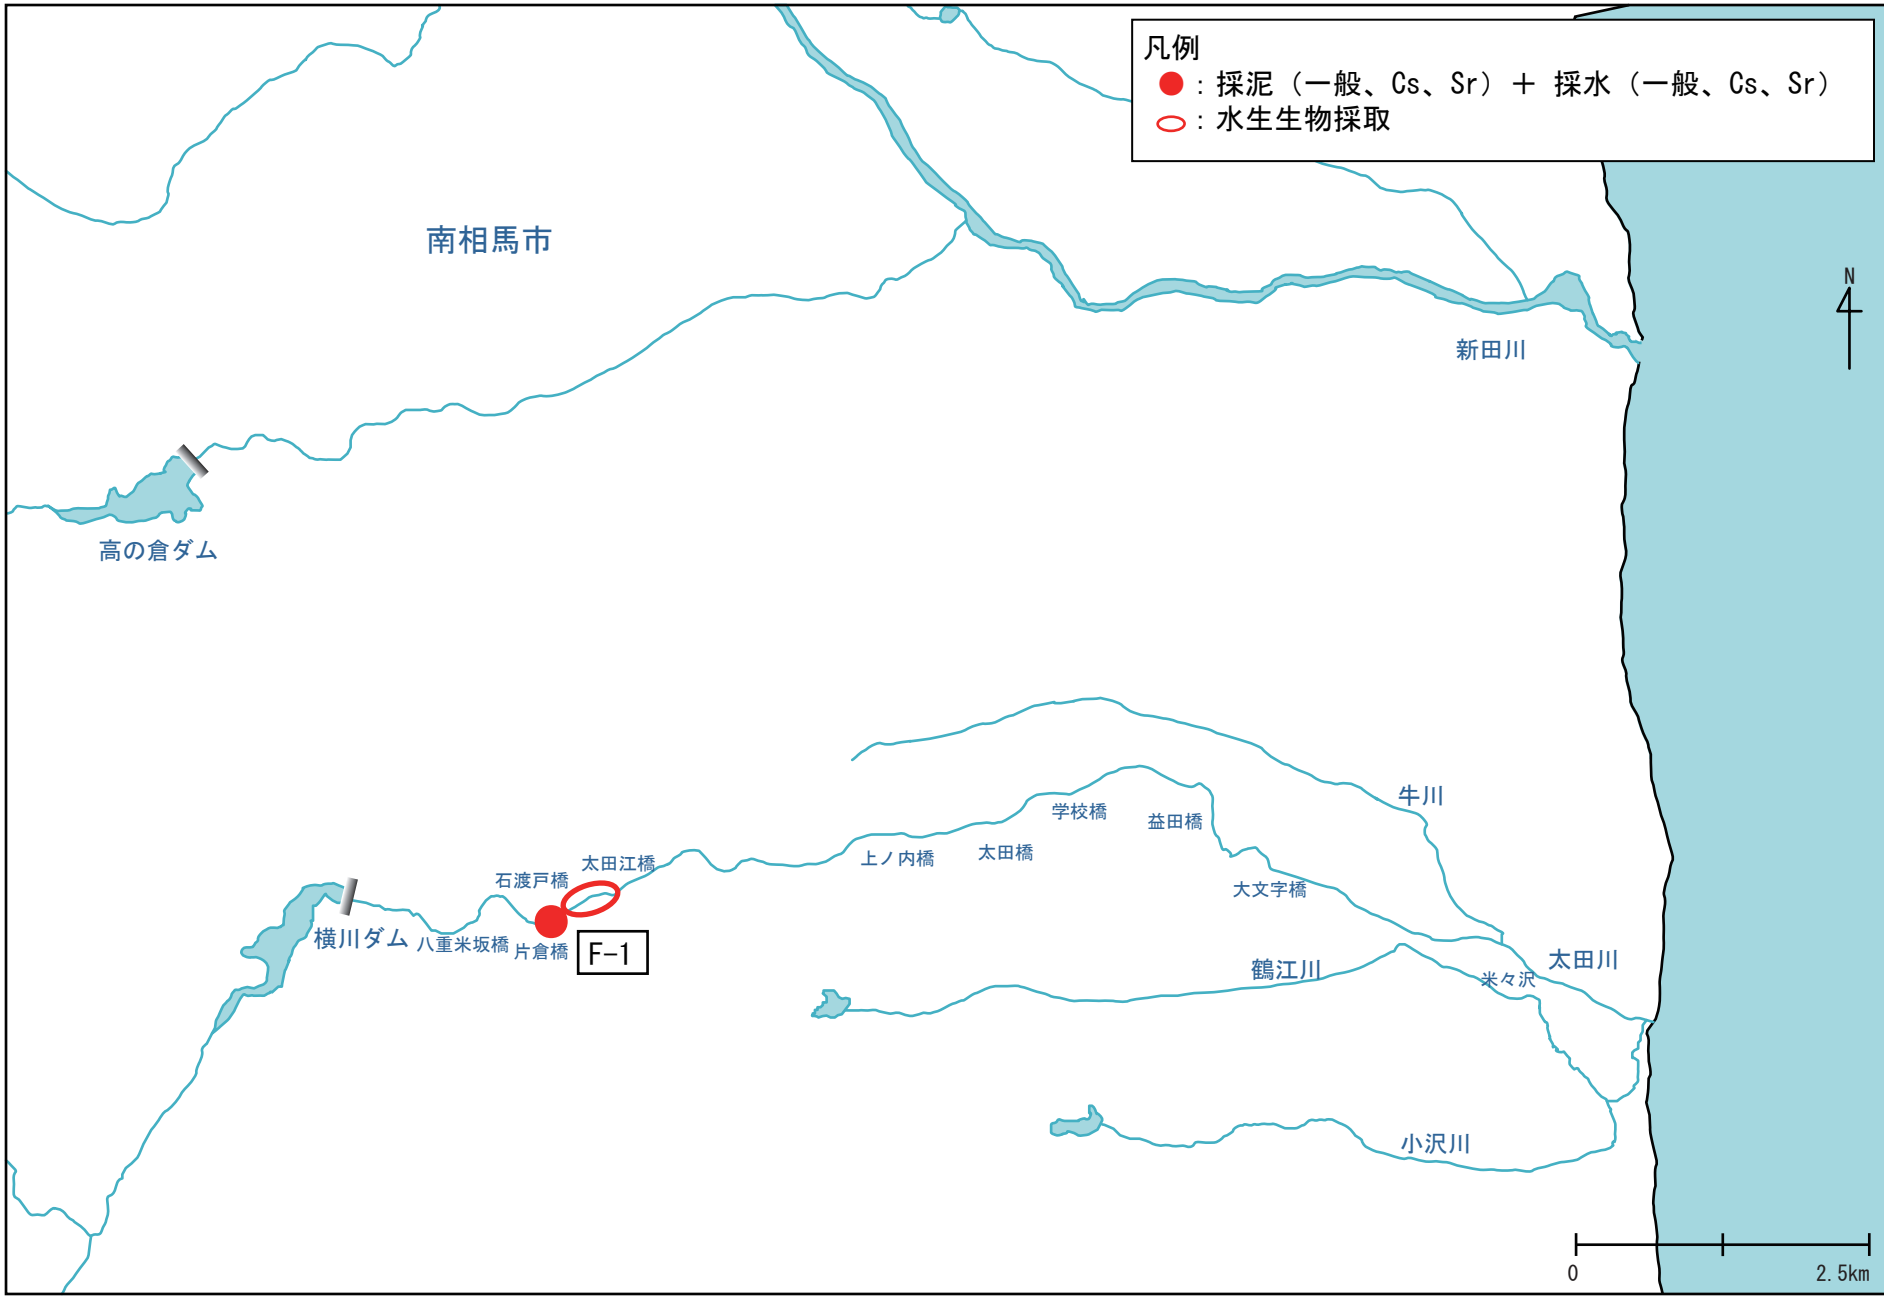 凡例
：採泥（一般、Cs、Sr）＋ 採水（一般、Cs、Sr）
：水生生物採取
南相馬市
N
新田川
高の倉ダム
牛川
学校橋
益田橋
太田江橋
上ノ内橋
太田橋
石渡戸橋
大文字橋
横川ダム
八重米坂橋
片倉橋
F-1
鶴江川
太田川
米々沢
小沢川
0
2.5km